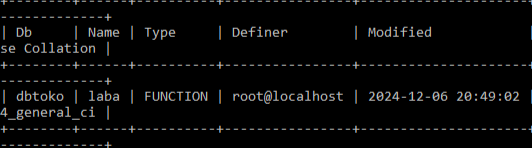 +--------+------+----------+----------------+---------------------
-------------+
| Db | Name | Type | Definer | Modified
se Collation |
+--------+------+----------+----------------+---------------------
-------------+
| dbtoko | laba | FUNCTION | root@localhost | 2024-12-06 20:49:02
4_general_ci |
+--------+------+----------+----------------+---------------------
-------------+